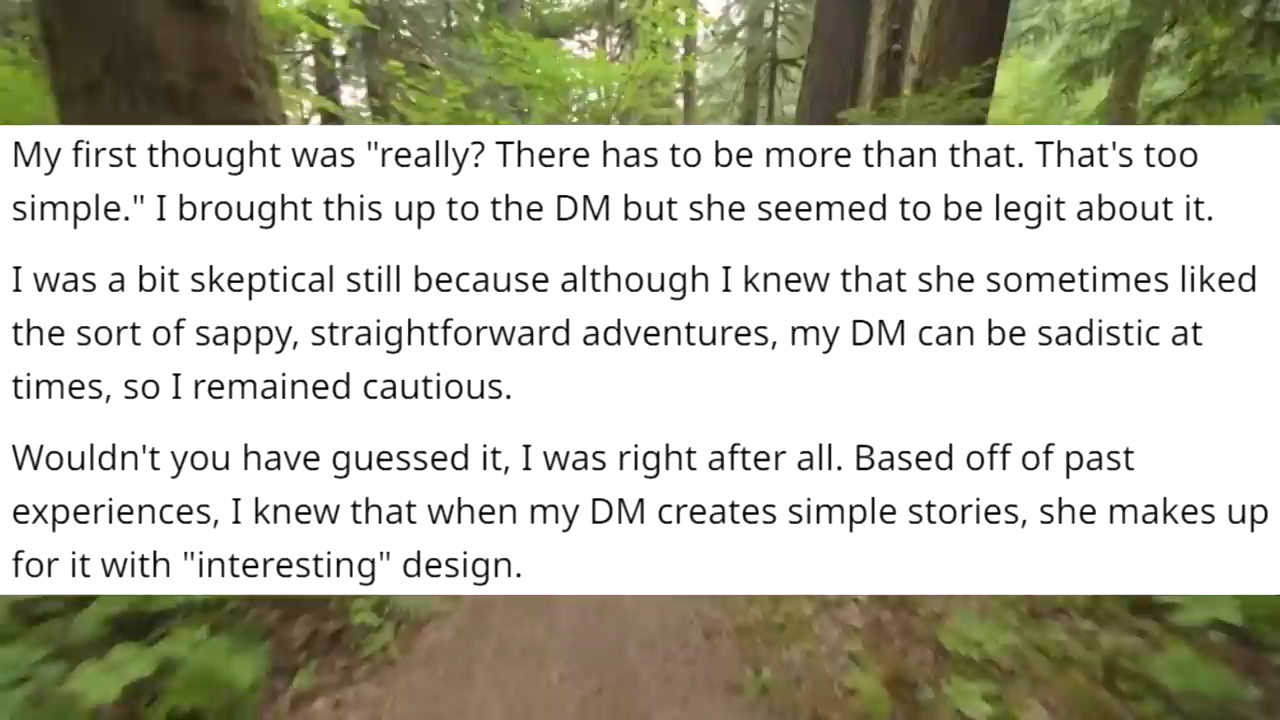 My first thought was "really? There has to be more than that. That's too
simple." I brought this up to the DM but she seemed to be legit about it.
I was a bit skeptical still because although I knew that she sometimes liked
the sort of sappy, straightforward adventures, my DM can be sadistic at
times, so I remained cautious.
Wouldn't you have guessed it, I was right after all. Based off of past
experiences, I knew that when my DM creates simple stories, she makes up
for it with "interesting" design.